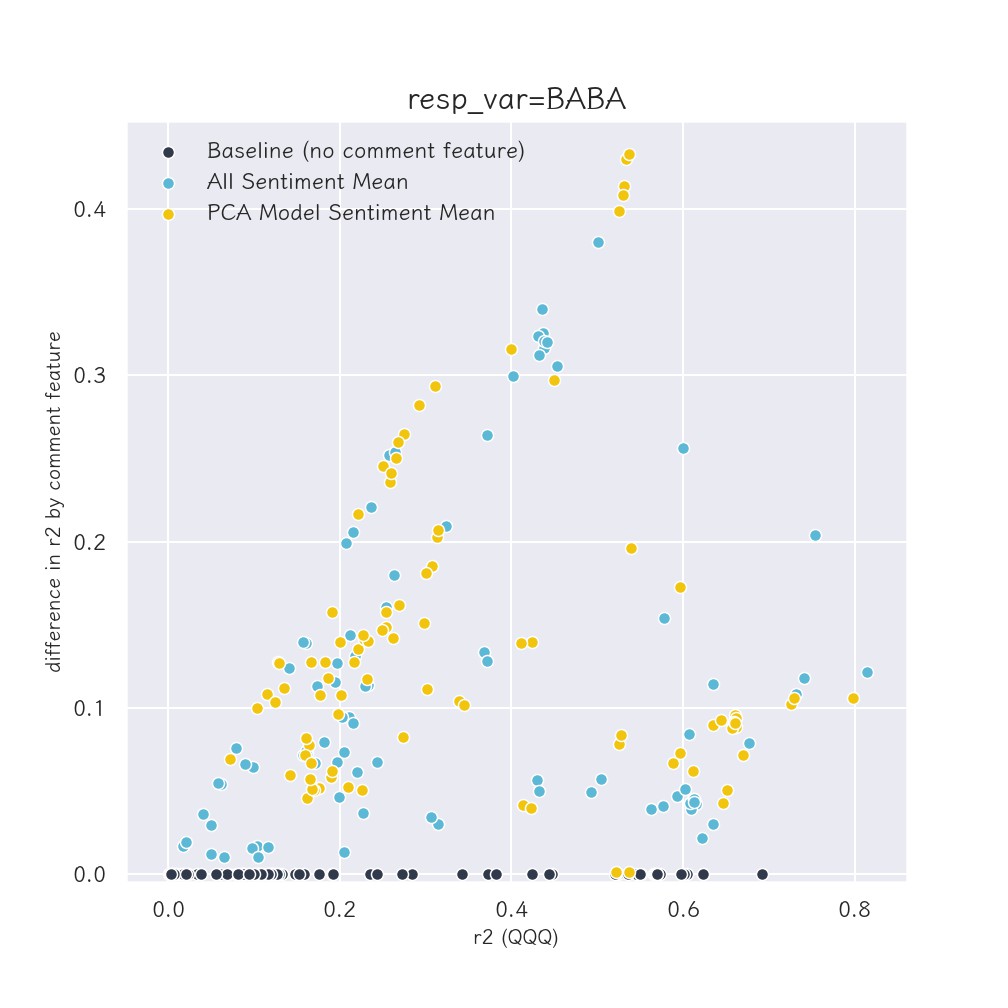 resp_var=BABA
Baseline (no comment feature)
All Sentiment Mean
PCA Model Sentiment Mean
difference in r2 by comment feature
0.4
0.3
0.2
0.1
0.0
0.0 0.2 0.4 0.6 0.8
r2 (QQQ)